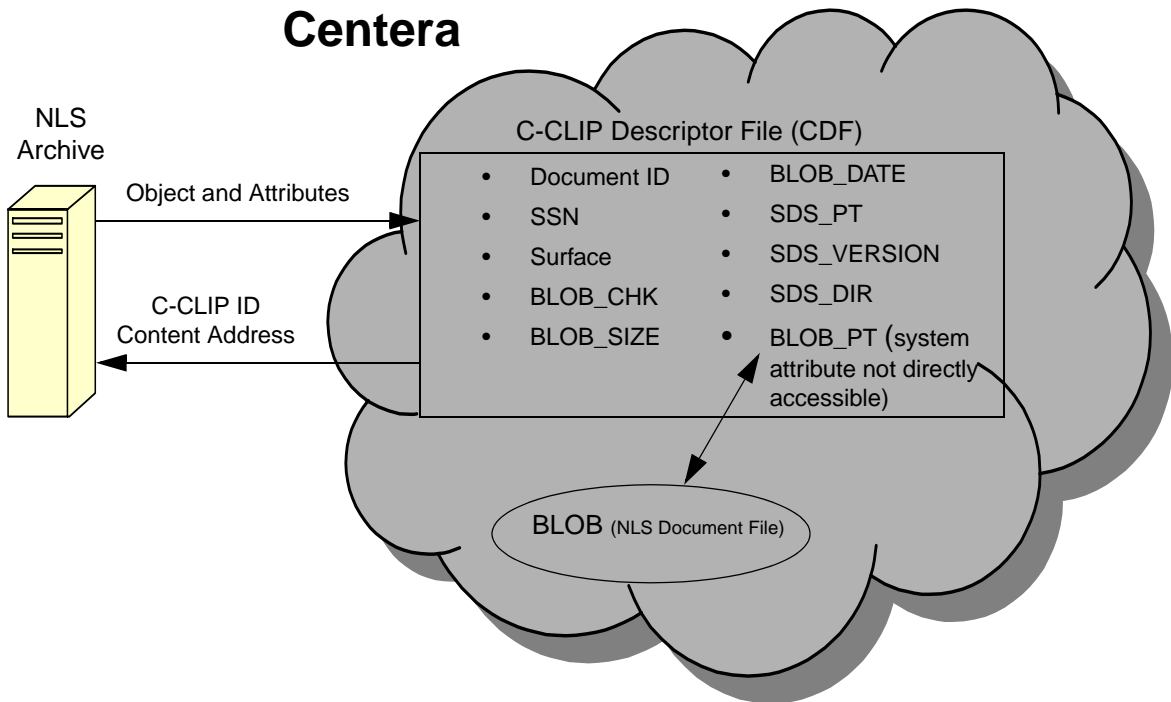 Centera
NLS
Archive
Object and Attributes
C-CLIP ID
Content Address
C-CLIP Descriptor File (CDF)
• Document ID
• SSN
• Surface
• BLOB_CHK
• BLOB_SIZE
• BLOB_DATE
• SDS_PT
• SDS_VERSION
• SDS_DIR
• BLOB_PT (system
attribute not directly
accessible)
BLOB (NLS Document File)